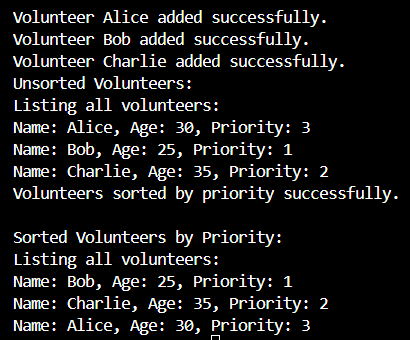 Volunteer Alice added successfully.
Volunteer Bob added successfully.
Volunteer Charlie added successfully.
Unsorted Volunteers:
Listing all volunteers:
Name: Alice, Age: 30, Priority: 3
Name: Bob, Age: 25, Priority: 1
Name: Charlie, Age: 35, Priority: 2
Volunteers sorted by priority successfully.

Sorted Volunteers by Priority:
Listing all volunteers:
Name: Bob, Age: 25, Priority: 1
Name: Charlie, Age: 35, Priority: 2
Name: Alice, Age: 30, Priority: 3